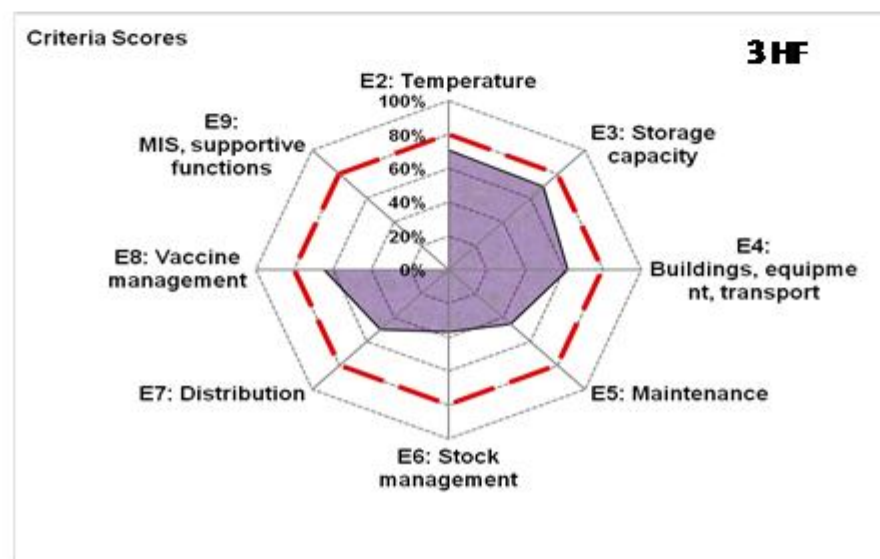 Criteria Scores
3 HF
E2: Temperature
100%
80%
60%
40%
20%
0%
E3: Storage
capacity
E4:
Buildings, equipme
nt, transport
E5: Maintenance
E6: Stock
management
E7: Distribution
E8: Vaccine
management
E9:
MIS, supportive
functions